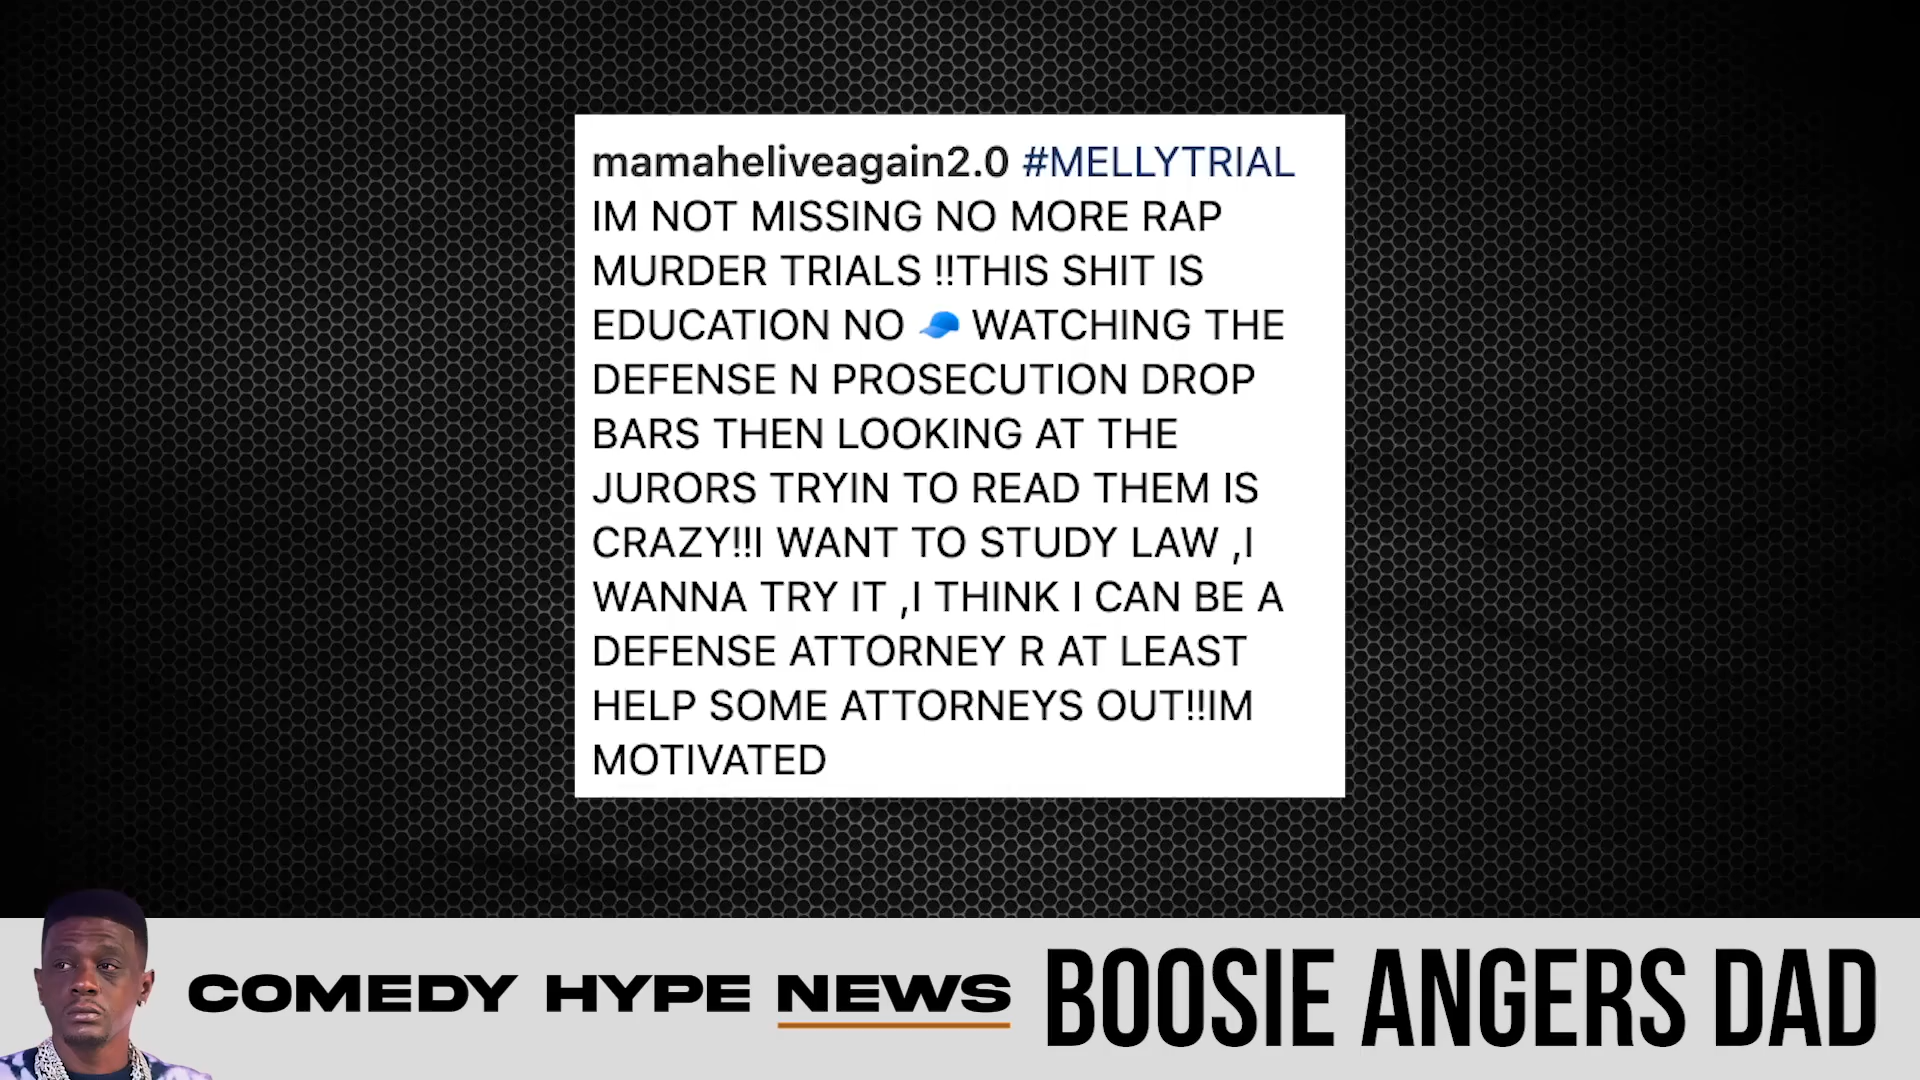 mamaheliveagain2.0 #MELLYTRIAL
IM NOT MISSING NO MORE RAP
MURDER TRIALS !!THIS SHIT IS
EDUCATION NO 🧢 WATCHING THE
DEFENSE N PROSECUTION DROP
BARS THEN LOOKING AT THE
JURORS TRYIN TO READ THEM IS
CRAZY!!I WANT TO STUDY LAW ,I
WANNA TRY IT ,I THINK I CAN BE A
DEFENSE ATTORNEY R AT LEAST
HELP SOME ATTORNEYS OUT!!IM
MOTIVATED
COMEDY HYPE NEWS
BOOSIE ANGERS DAD